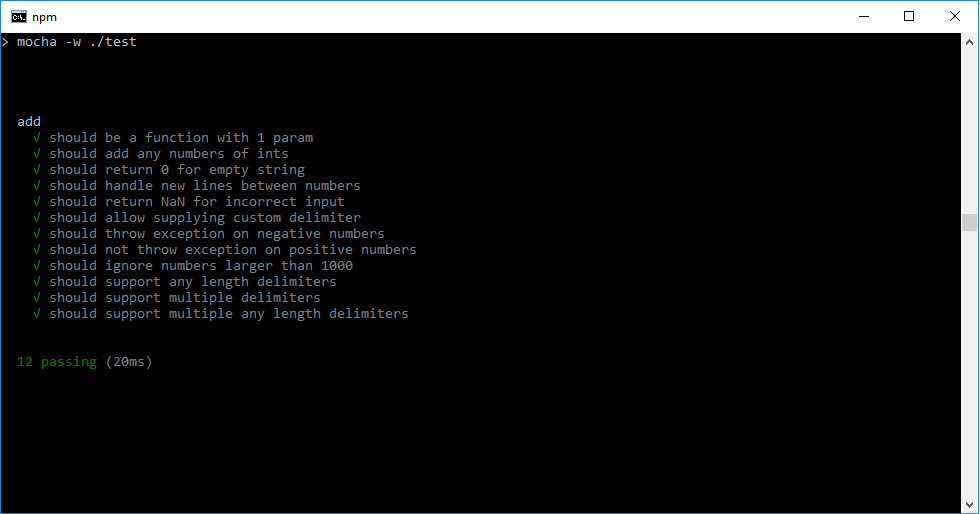 npm
> mocha -w ./test
add
√ should be a function with 1 param
√ should add any numbers of ints
√ should return 0 for empty string
√ should handle new lines between numbers
√ should return NaN for incorrect input
√ should allow supplying custom delimiter
√ should throw exception on negative numbers
√ should not throw exception on positive numbers
√ should ignore numbers larger than 1000
√ should support any length delimiters
√ should support multiple delimiters
√ should support multiple any length delimiters
12 passing (20ms)